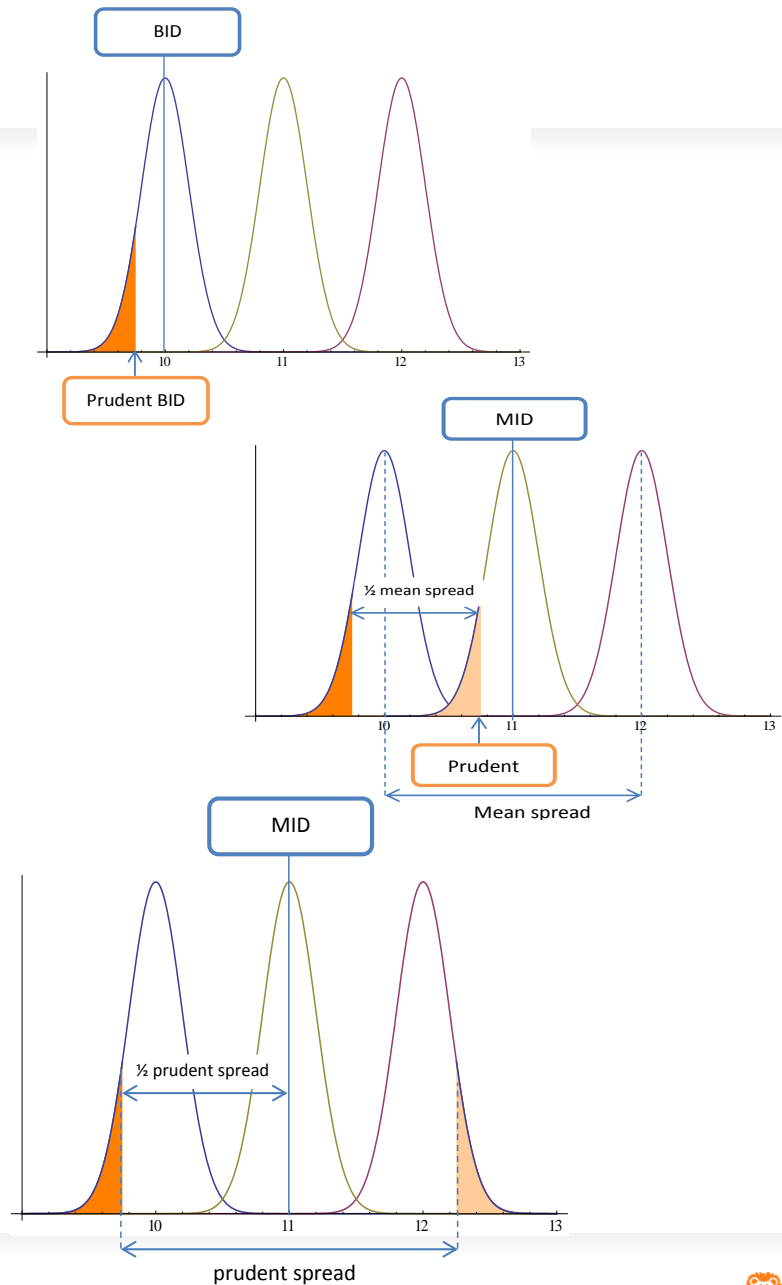 BID
10 11 12 13
Prudent BID
MID
½ mean spread
10 11 12 13
Prudent
Mean spread
MID
½ prudent spread
10 11 12 13
prudent spread